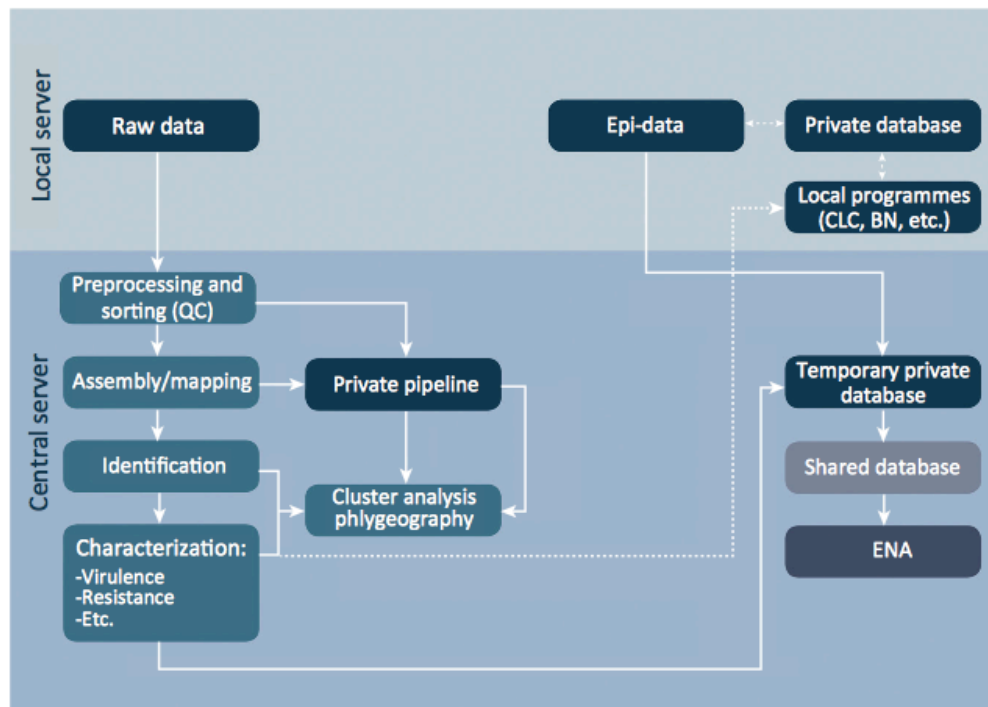 Local server
Raw data
Epi-data
Private database
Local programmes
(CLC, BN, etc.)
Central server
Preprocessing and
sorting (QC)
Assembly/mapping
Private pipeline
Temporary private
database
Identification
Shared database
Cluster analysis
phlygeography
Characterization:
-Virulence
-Resistance
-Etc.
ENA